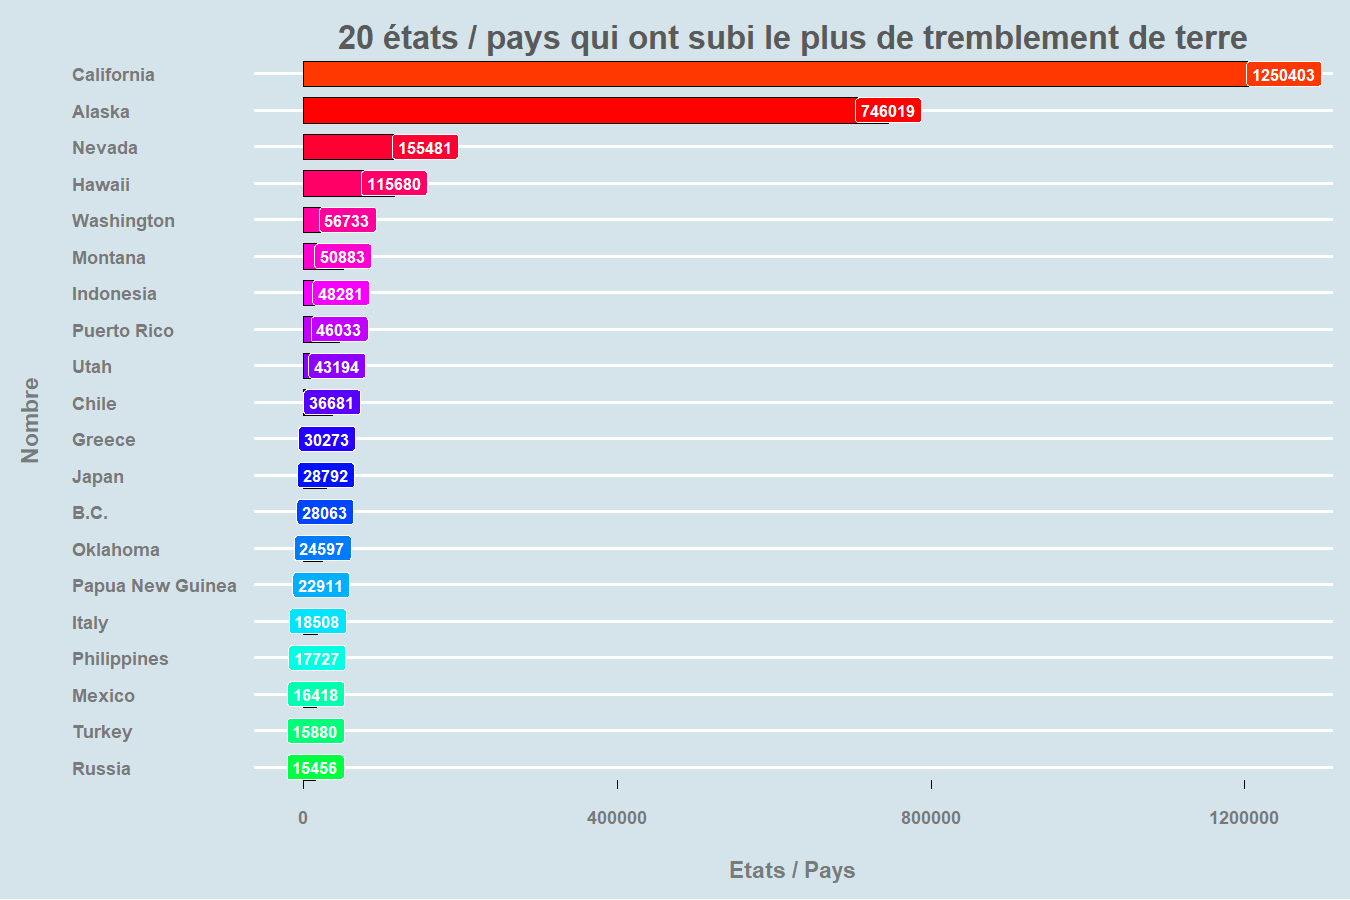 20 états / pays qui ont subi le plus de tremblement de terre
California 1250403
Alaska 746019
Nevada 155481
Hawaii 115680
Washington 56733
Montana 50883
Indonesia 48281
Puerto Rico 46033
Utah 43194
Chile 36681
Greece 30273
Japan 28792
B.C. 28063
Oklahoma 24597
Papua New Guinea 22911
Italy 18508
Philippines 17727
Mexico 16418
Turkey 15880
Russia 15456
0 400000 800000 1200000
Etats / Pays
Nombre